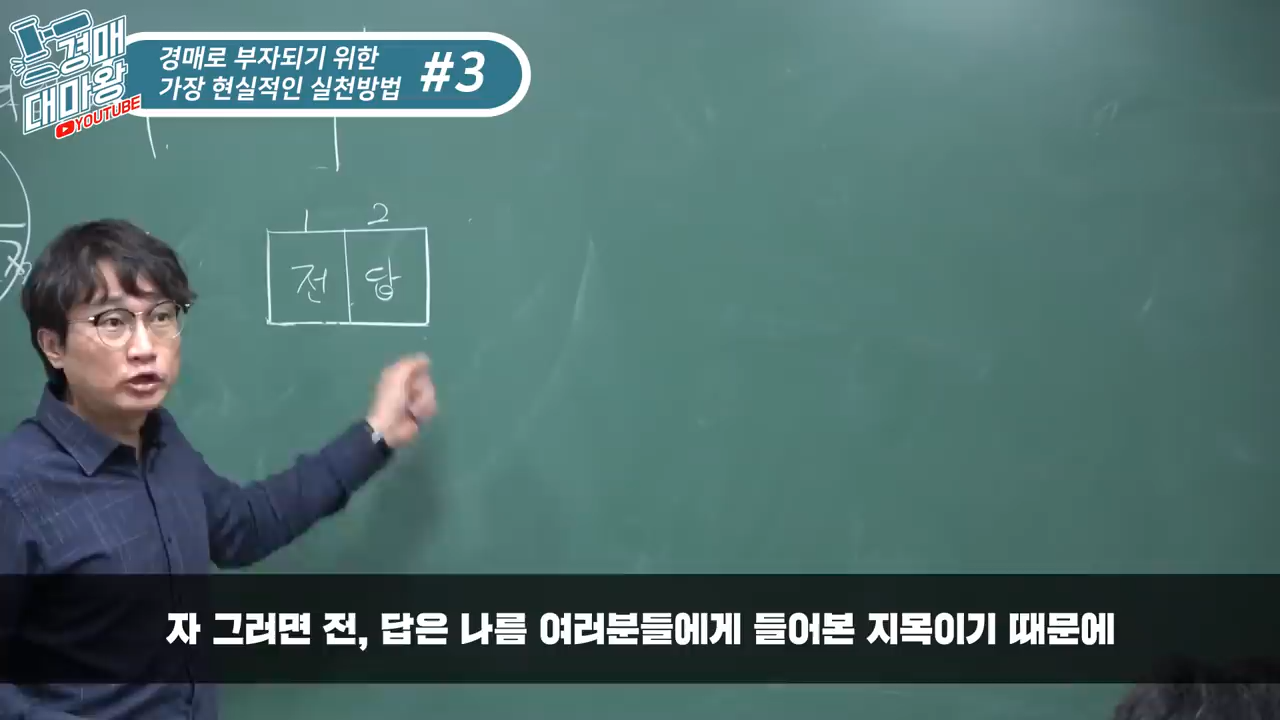 경매
대마왕
YOUTUBE
경매로 부자되기 위한
가장 현실적인 실천방법
#3
1 2
전 답
자 그러면 전, 답은 나름 여러분들에게 들어본 지목이기 때문에